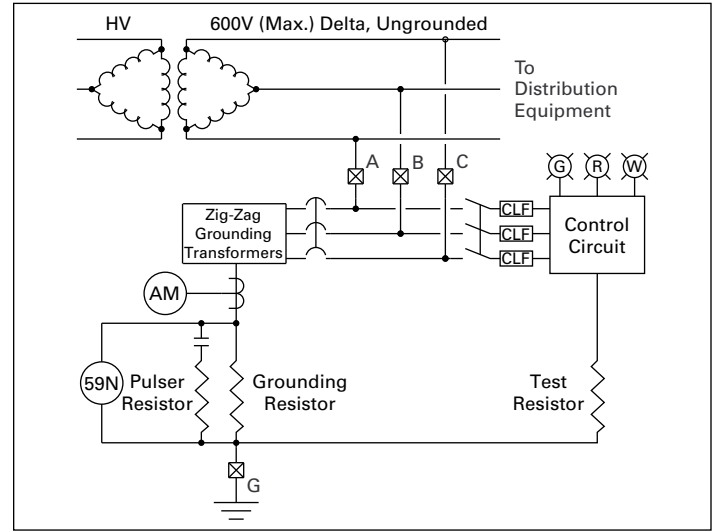 HV
600V (Max.) Delta, Ungrounded
To
Distribution
Equipment
A
B
C
G
R
W
Zig-Zag
Grounding
Transformers
CLF
CLF
CLF
Control
Circuit
AM
59N
Pulser
Resistor
Grounding
Resistor
Test
Resistor
G